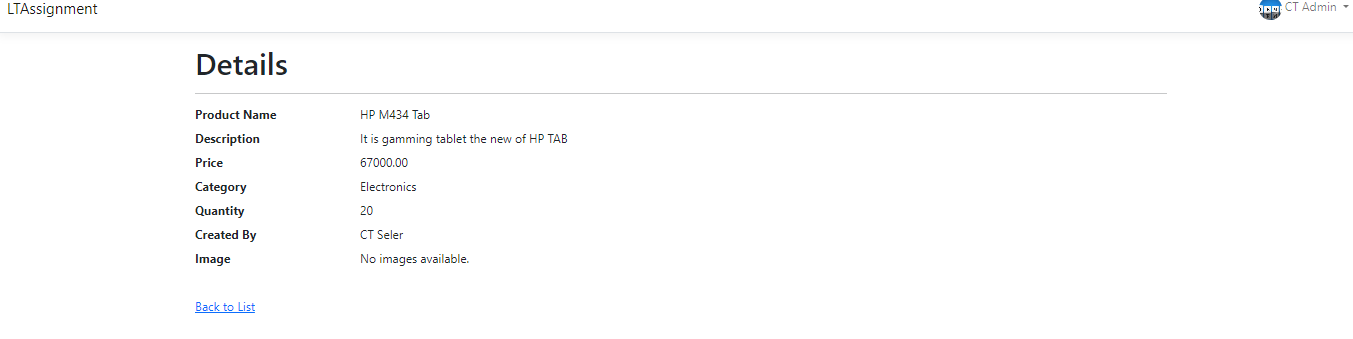 LTAssignment CT Admin
Details
Product Name HP M434 Tab
Description It is gamming tablet the new of HP TAB
Price 67000.00
Category Electronics
Quantity 20
Created By CT Seler
Image No images available.
Back to List